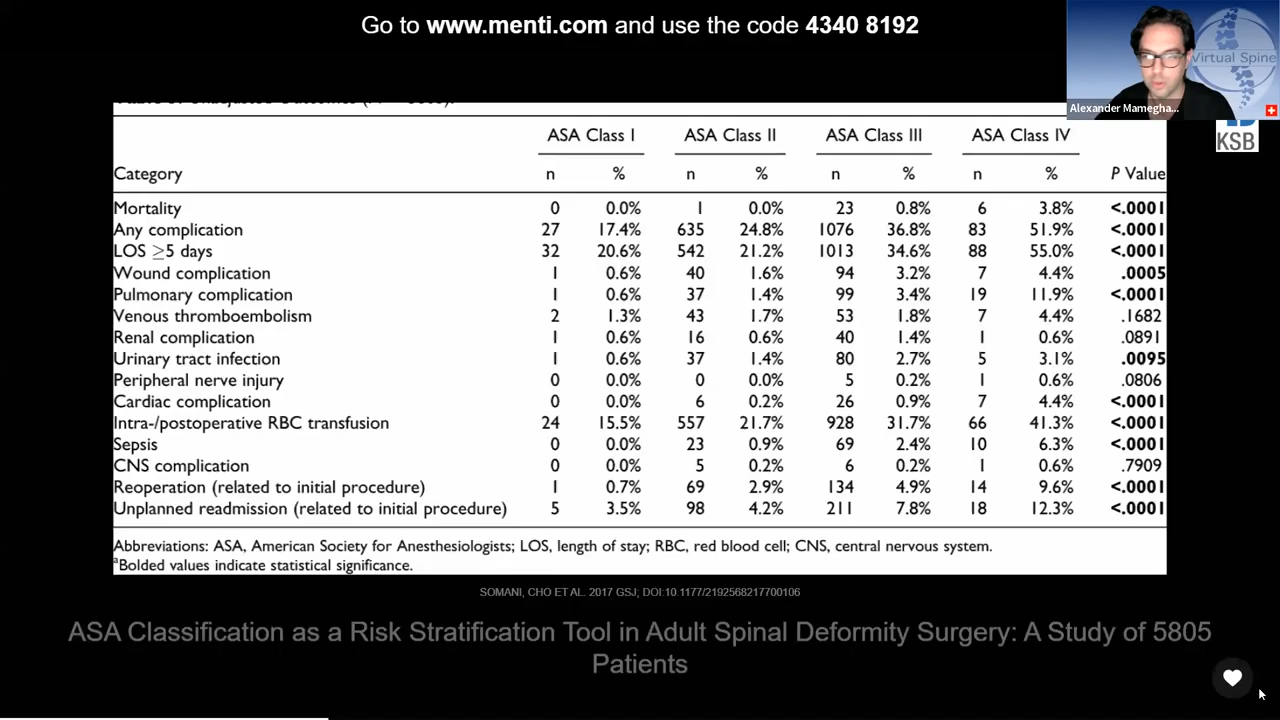 Go to www.menti.com and use the code 4340 8192
Virtual Spine
Alexander Mamegha...
KSB
ASA Class I ASA Class II ASA Class III ASA Class IV
Category n % n % n % n % P Value
Mortality 0 0.0% 1 0.0% 23 0.8% 6 3.8% <.0001
Any complication 27 17.4% 635 24.8% 1076 36.8% 83 51.9% <.0001
LOS ≥5 days 32 20.6% 542 21.2% 1013 34.6% 88 55.0% <.0001
Wound complication 1 0.6% 40 1.6% 94 3.2% 7 4.4% .0005
Pulmonary complication 1 0.6% 37 1.4% 99 3.4% 19 11.9% <.0001
Venous thromboembolism 2 1.3% 43 1.7% 53 1.8% 7 4.4% .1682
Renal complication 1 0.6% 16 0.6% 40 1.4% 1 0.6% .0891
Urinary tract infection 1 0.6% 37 1.4% 80 2.7% 5 3.1% .0095
Peripheral nerve injury 0 0.0% 0 0.0% 5 0.2% 1 0.6% .0806
Cardiac complication 0 0.0% 6 0.2% 26 0.9% 7 4.4% <.0001
Intra-/postoperative RBC transfusion 24 15.5% 557 21.7% 928 31.7% 66 41.3% <.0001
Sepsis 0 0.0% 23 0.9% 69 2.4% 10 6.3% <.0001
CNS complication 0 0.0% 5 0.2% 6 0.2% 1 0.6% .7909
Reoperation (related to initial procedure) 1 0.7% 69 2.9% 134 4.9% 14 9.6% <.0001
Unplanned readmission (related to initial procedure) 5 3.5% 98 4.2% 211 7.8% 18 12.3% <.0001
Abbreviations: ASA, American Society for Anesthesiologists; LOS, length of stay; RBC, red blood cell; CNS, central nervous system.
aBolded values indicate statistical significance.
SOMANI, CHO ET AL. 2017 GSJ; DOI:10.1177/2192568217700106
ASA Classification as a Risk Stratification Tool in Adult Spinal Deformity Surgery: A Study of 5805
Patients